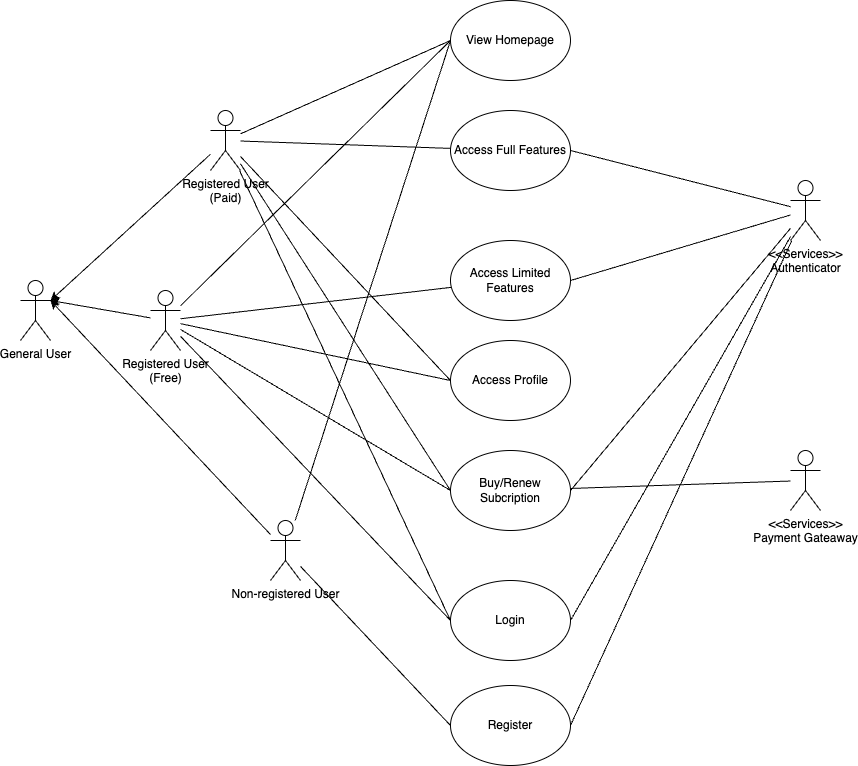 View Homepage
Access Full Features
Registered User
(Paid)
<<Services>>
Authenticator
Access Limited
Features
General User
Registered User
(Free)
Access Profile
Buy/Renew
Subcription
<<Services>>
Payment Gateaway
Non-registered User
Login
Register